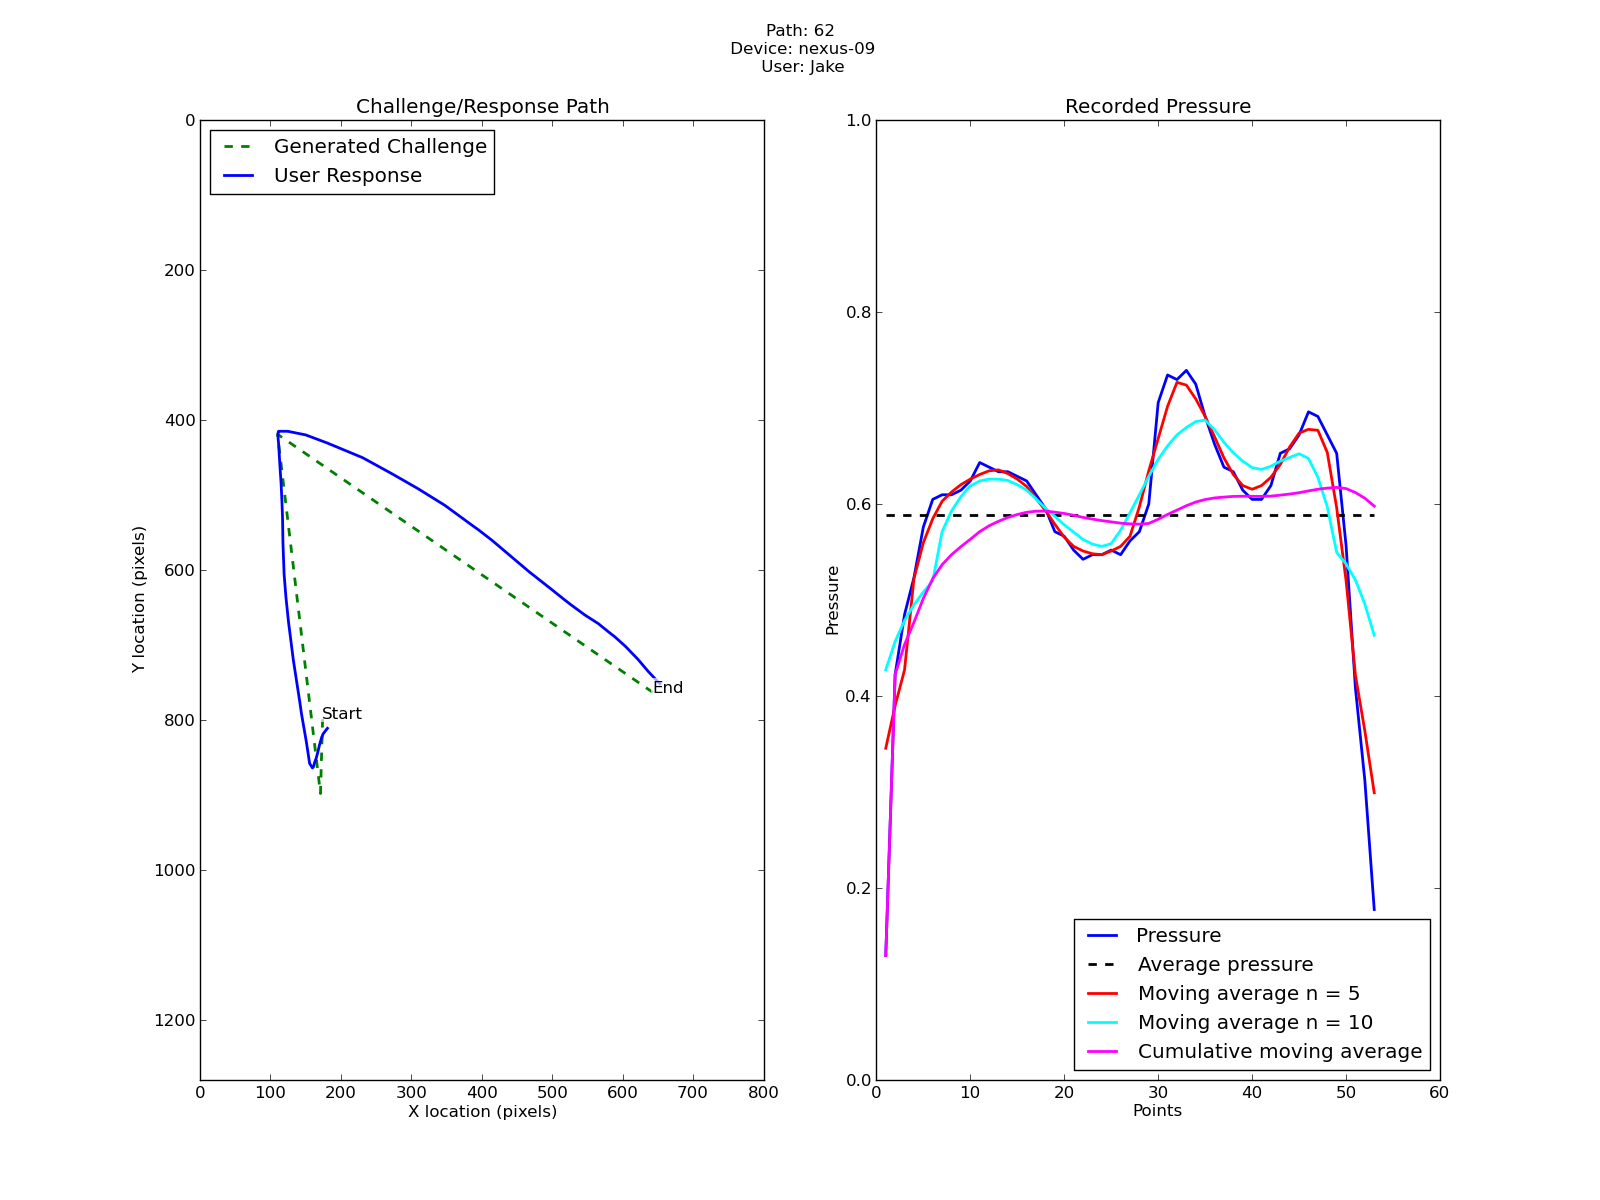 Path: 62
Device: nexus-09
User: Jake
Challenge/Response Path
Generated Challenge
User Response
0
200
400
600
800
1000
1200
Y location (pixels)
Start
End
0 100 200 300 400 500 600 700 800
X location (pixels)
Recorded Pressure
1.0
0.8
0.6
0.4
0.2
0.0
Pressure
Pressure
Average pressure
Moving average n = 5
Moving average n = 10
Cumulative moving average
0 10 20 30 40 50 60
Points